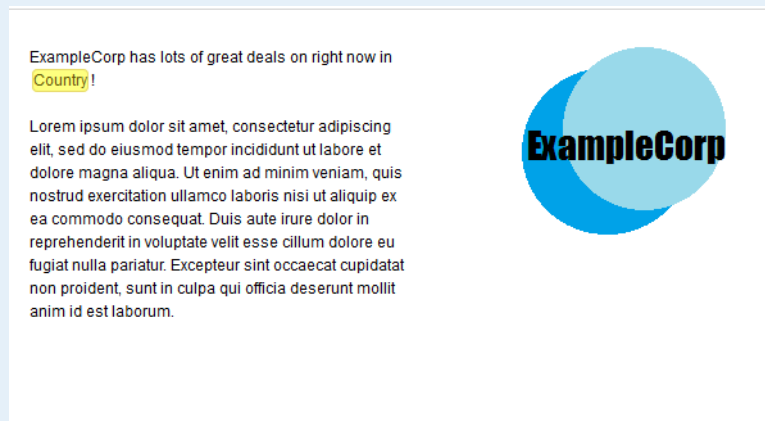 ExampleCorp has lots of great deals on right now in
Country !
Lorem ipsum dolor sit amet, consectetur adipiscing
elit, sed do eiusmod tempor incididunt ut labore et
dolore magna aliqua. Ut enim ad minim veniam, quis
nostrud exercitation ullamco laboris nisi ut aliquip ex
ea commodo consequat. Duis aute irure dolor in
reprehenderit in voluptate velit esse cillum dolore eu
fugiat nulla pariatur. Excepteur sint occaecat cupidatat
non proident, sunt in culpa qui officia deserunt mollit
anim id est laborum.
ExampleCorp